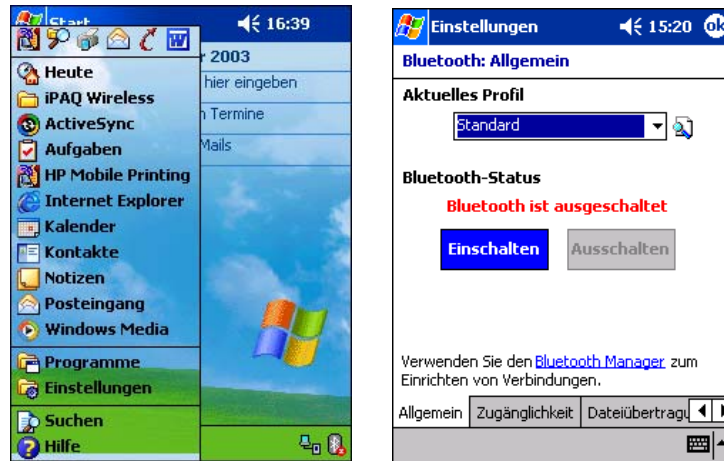 Start 16:39
r 2003
Heute
hier eingeben
iPAQ Wireless
ActiveSync
Termine
Aufgaben
Mails
HP Mobile Printing
Internet Explorer
Kalender
Kontakte
Notizen
Posteingang
Windows Media
Programme
Einstellungen
Suchen
Hilfe
Einstellungen 15:20 ok
Bluetooth: Allgemein
Aktuelles Profil
Standard
Bluetooth-Status
Bluetooth ist ausgeschaltet
Einschalten Ausschalten
Verwenden Sie den Bluetooth Manager zum
Einrichten von Verbindungen.
Allgemein Zugänglichkeit Dateiübertragu